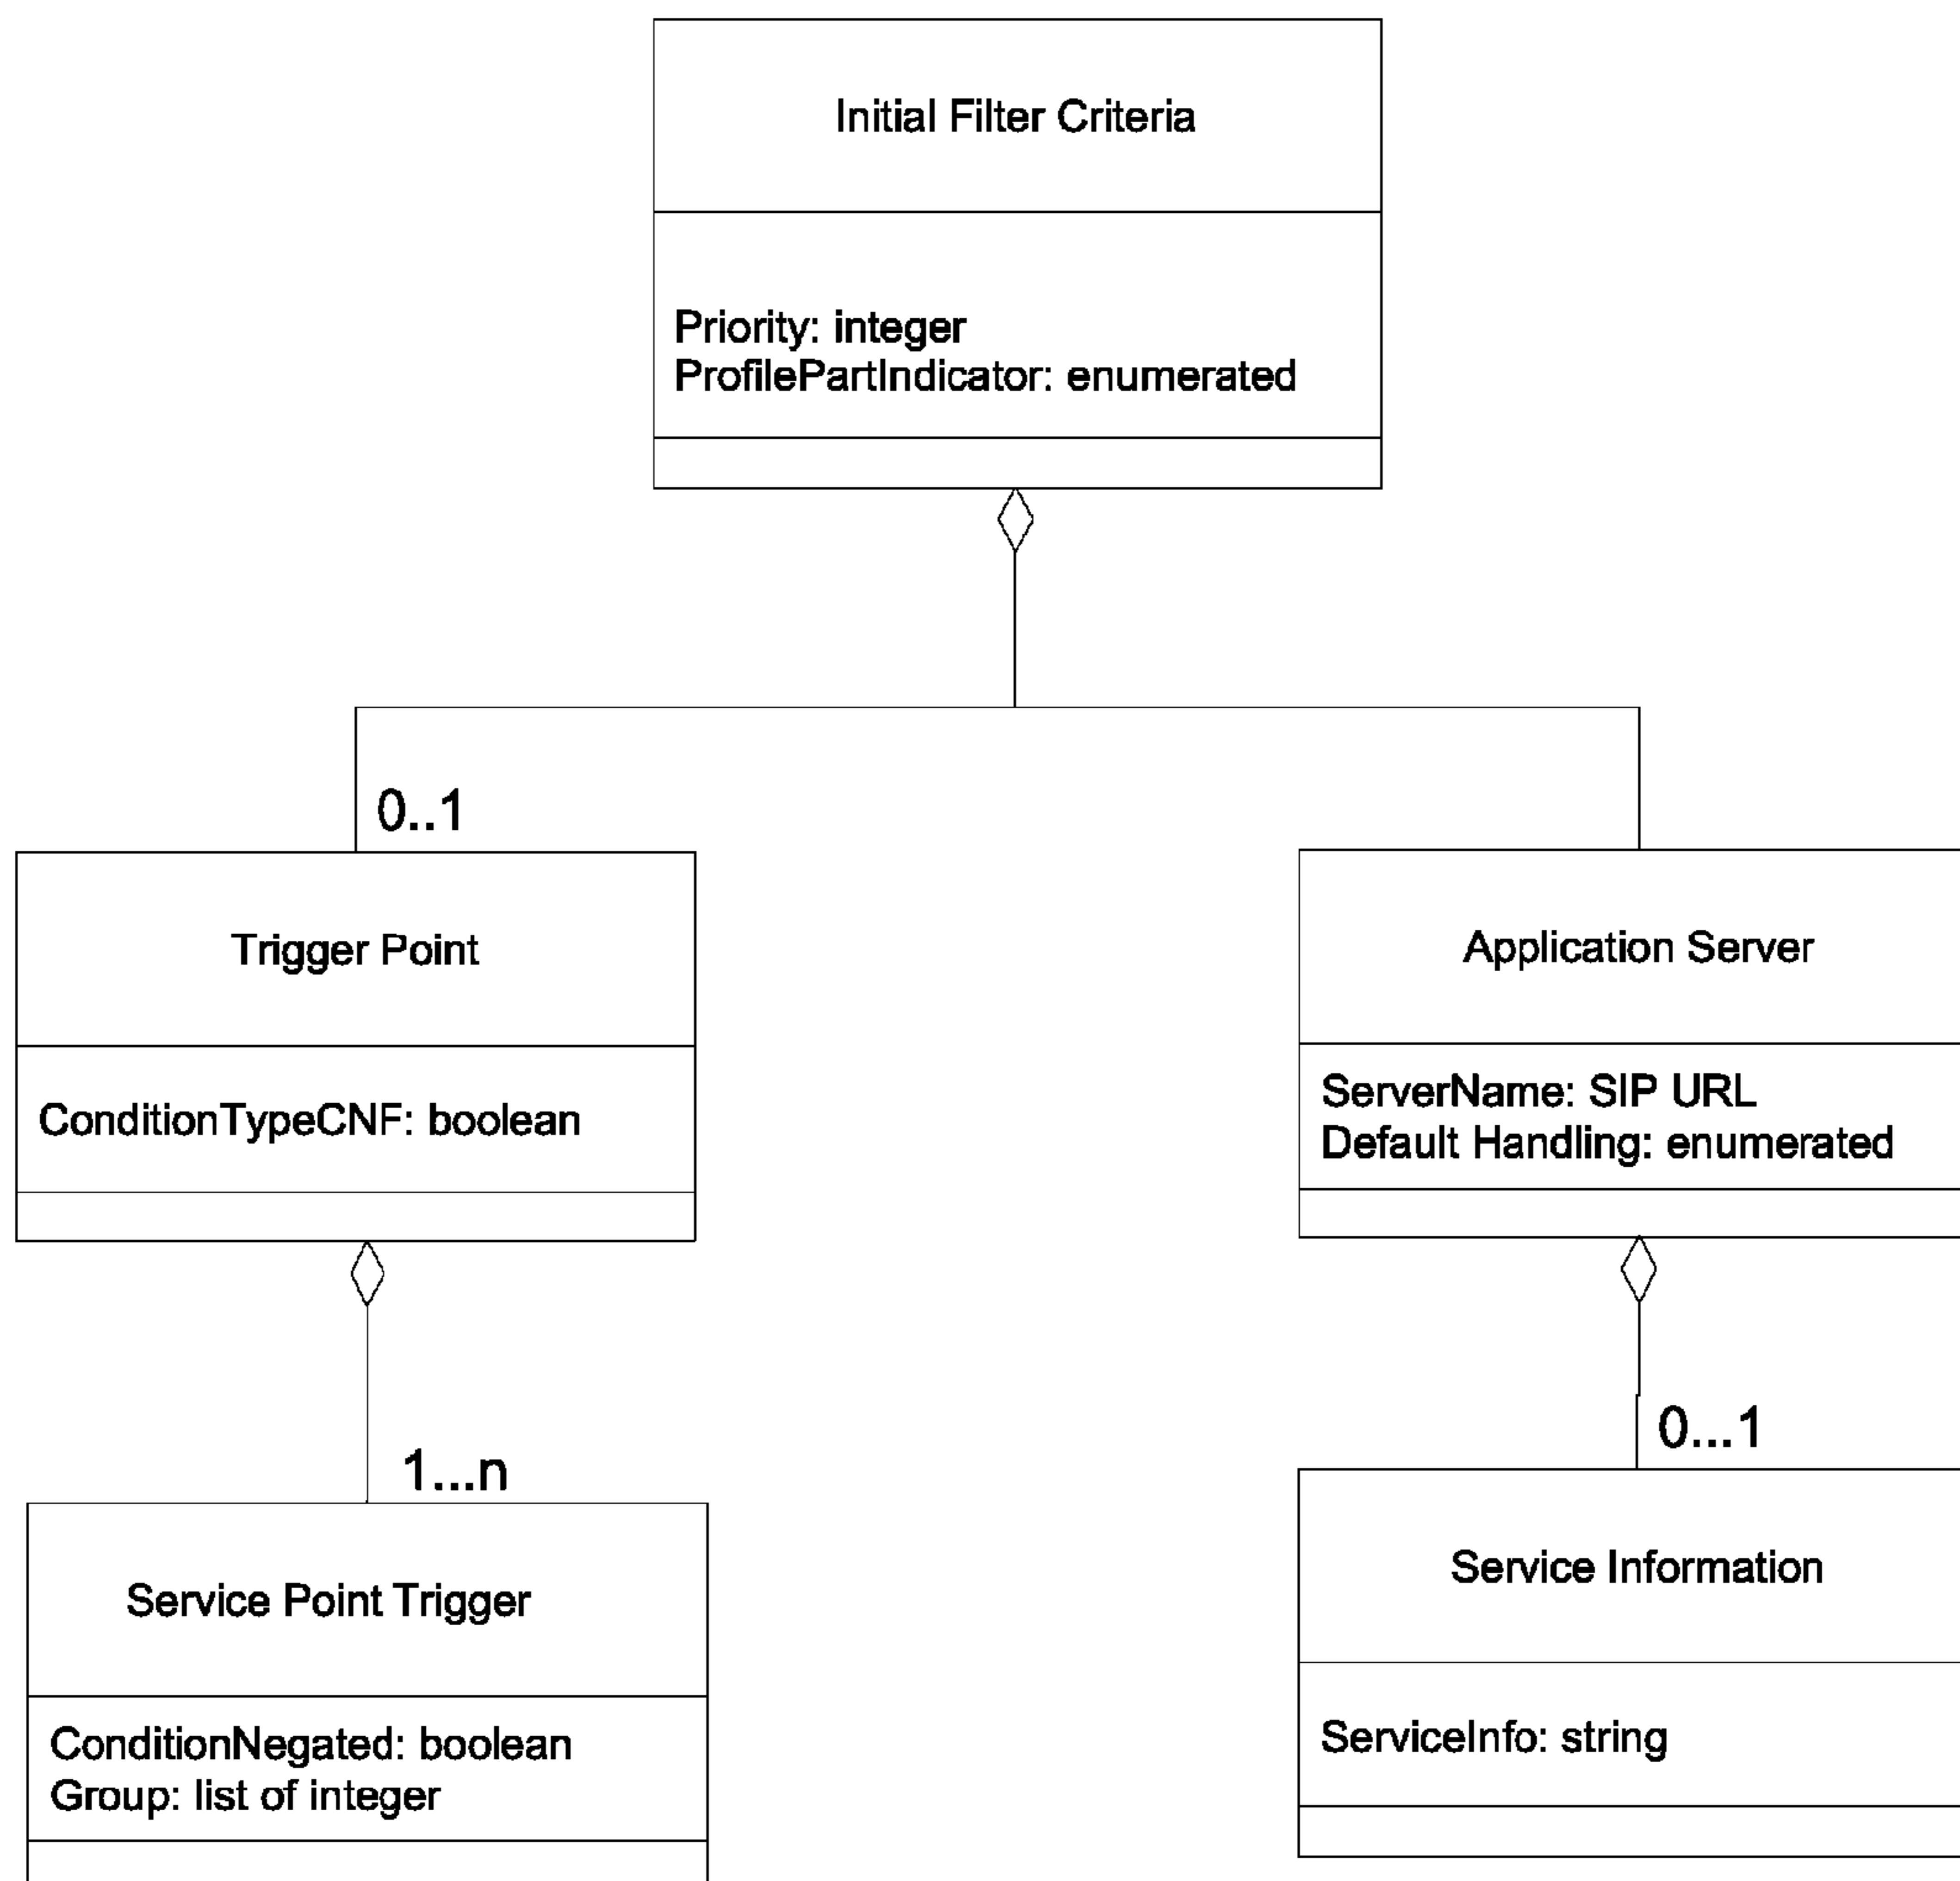 Initial Filter Criteria
Priority: integer
ProfilePartIndicator: enumerated
0..1
Trigger Point
ConditionTypeCNF: boolean
Application Server
ServerName: SIP URL
Default Handling: enumerated
1...n
Service Point Trigger
ConditionNegated: boolean
Group: list of integer
0...1
Service Information
ServiceInfo: string